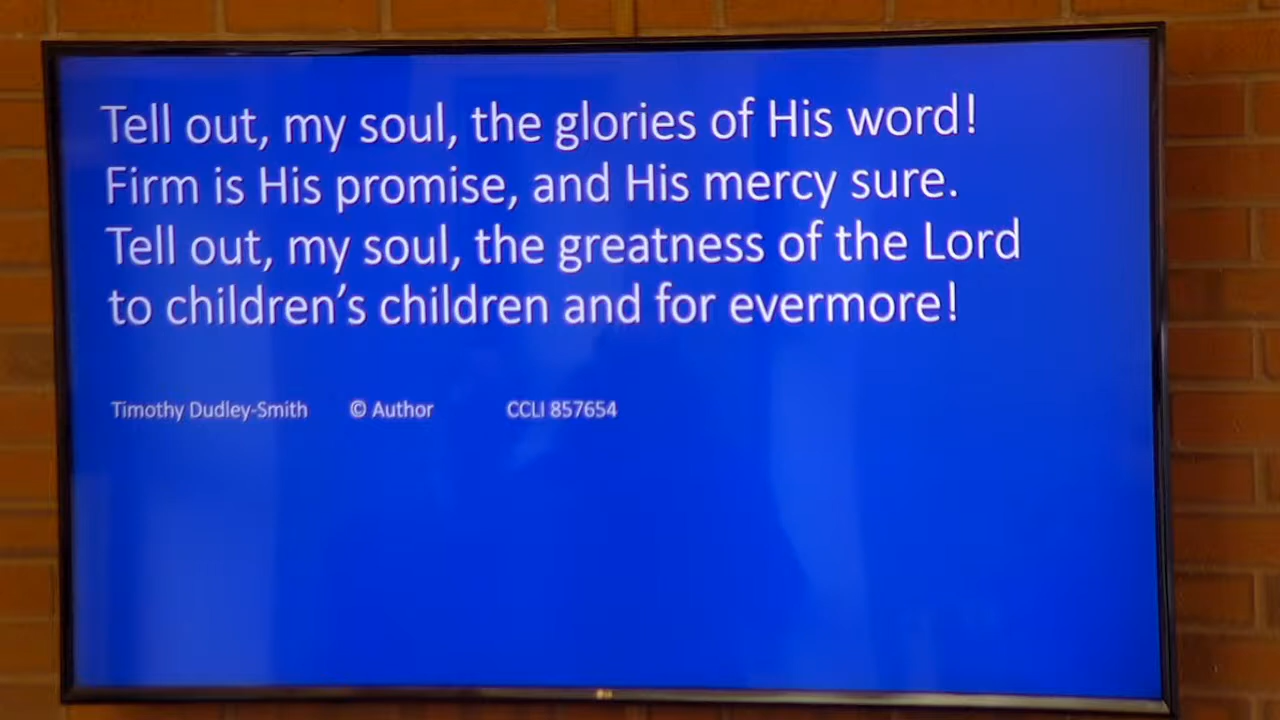 Tell out, my soul, the glories of His word!
Firm is His promise, and His mercy sure.
Tell out, my soul, the greatness of the Lord
to children's children and for evermore!
Timothy Dudley-Smith © Author CCLI 857654